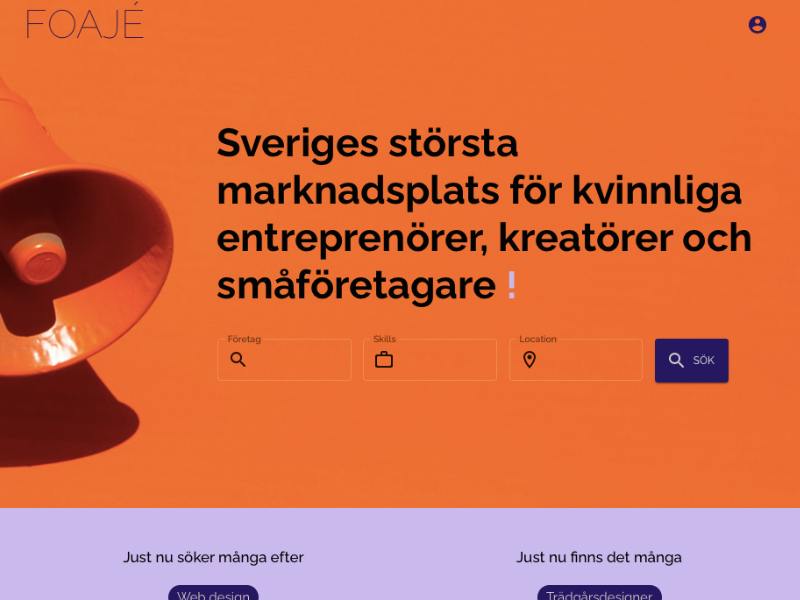 FOAJÉ
Sveriges största
marknadsplats för kvinnliga
entreprenörer, kreatörer och
småföretagare !
Företag
Skills
Location
SÖK
Just nu söker många efter
Just nu finns det många
Web design
Trädgårsdesigner